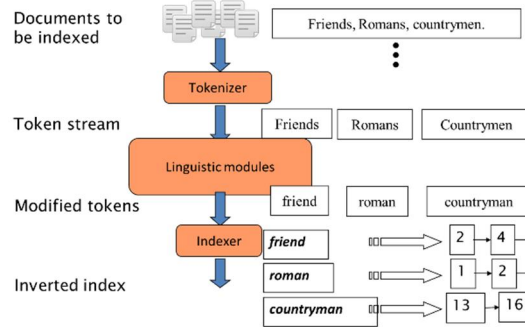 Documents to
be indexed
Friends, Romans, countrymen.
Tokenizer
Token stream
Friends Romans Countrymen
Linguistic modules
Modified tokens
friend roman countryman
Indexer
friend 2 4
roman 1 2
Inverted index
countryman 13 16